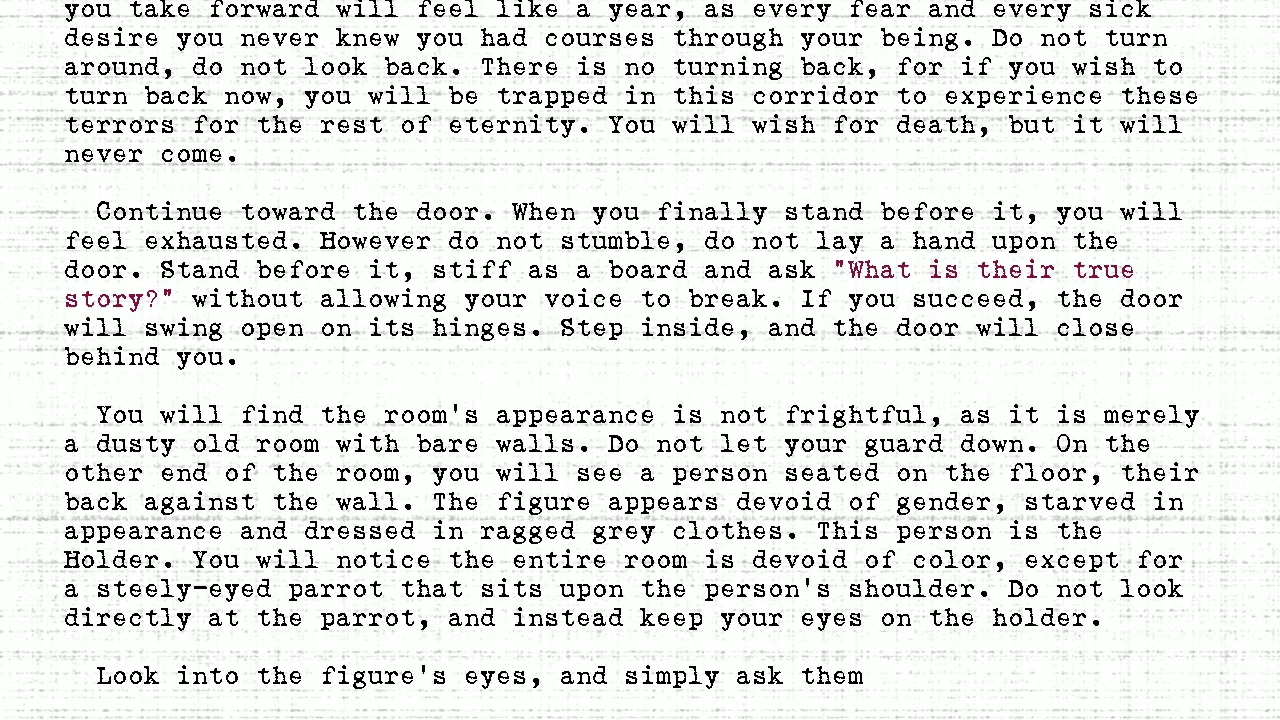 you take forward will feel like a year, as every fear and every sick
desire you never knew you had courses through your being. Do not turn
around, do not look back. There is no turning back, for if you wish to
turn back now, you will be trapped in this corridor to experience these
terrors for the rest of eternity. You will wish for death, but it will
never come.
Continue toward the door. When you finally stand before it, you will
feel exhausted. However do not stumble, do not lay a hand upon the
door. Stand before it, stiff as a board and ask "What is their true
story?" without allowing your voice to break. If you succeed, the door
will swing open on its hinges. Step inside, and the door will close
behind you.
You will find the room's appearance is not frightful, as it is merely
a dusty old room with bare walls. Do not let your guard down. On the
other end of the room, you will see a person seated on the floor, their
back against the wall. The figure appears devoid of gender, starved in
appearance and dressed in ragged grey clothes. This person is the
Holder. You will notice the entire room is devoid of color, except for
a steely-eyed parrot that sits upon the person's shoulder. Do not look
directly at the parrot, and instead keep your eyes on the holder.
Look into the figure's eyes, and simply ask them